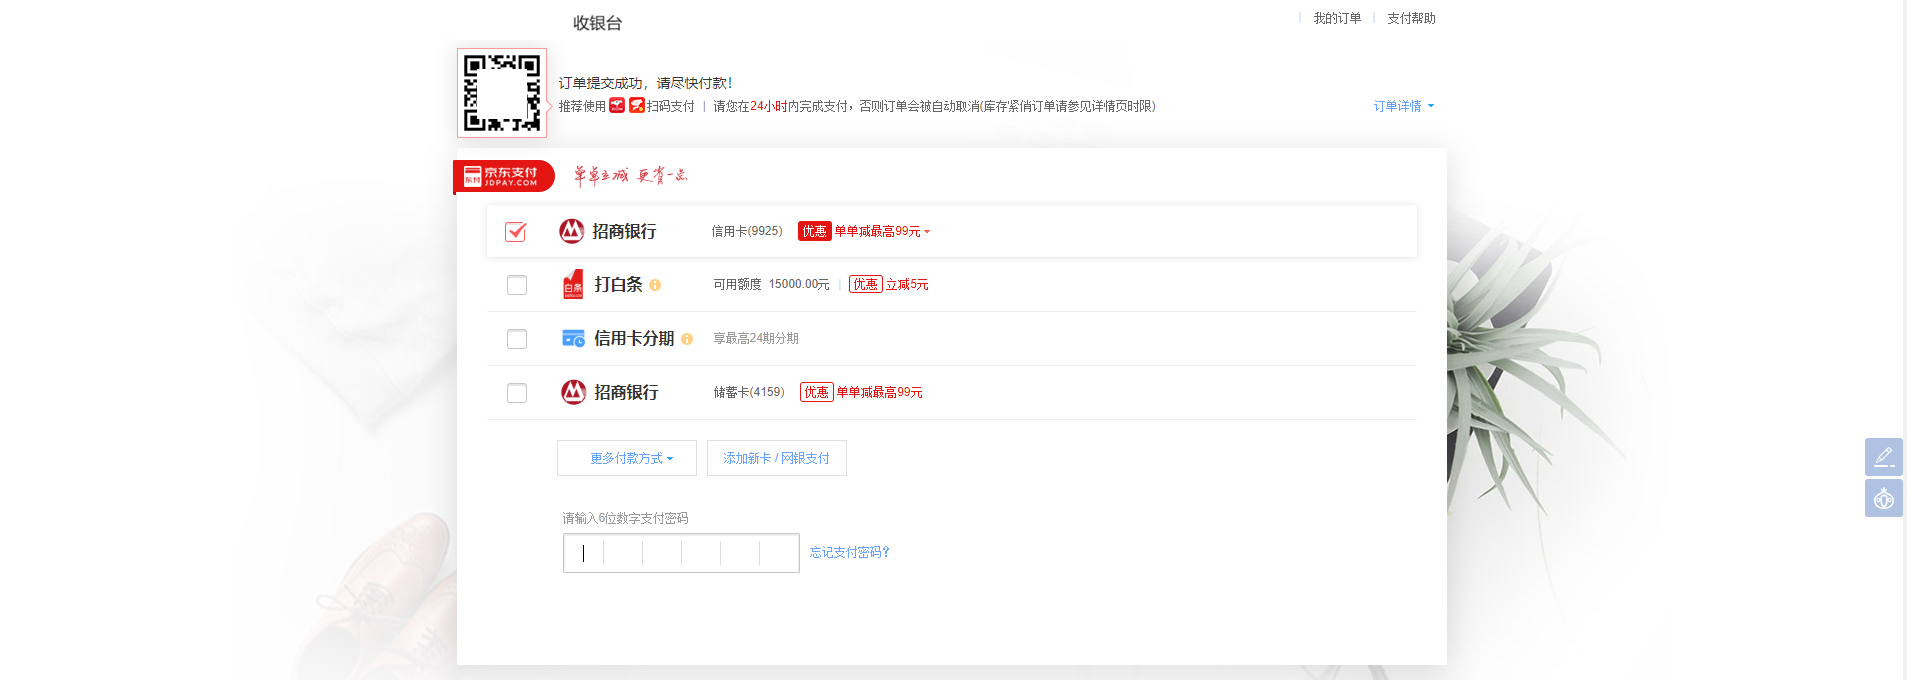 收银台
我的订单
支付帮助
订单提交成功，请尽快付款！
推荐使用 扫码支付 | 请您在24小时内完成支付，否则订单会被自动取消(库存紧俏订单请参见详情页时限)
订单详情
京东支付
JDPAY.COM
单单立减 更省一点
招商银行 信用卡(9925) 优惠 单单减最高99元
打白条 可用额度 15000.00元 优惠 立减5元
白条
信用卡分期 享最高24期分期
招商银行 储蓄卡(4159) 优惠 单单减最高99元
更多付款方式
添加新卡 / 网银支付
请输入6位数字支付密码
忘记支付密码？